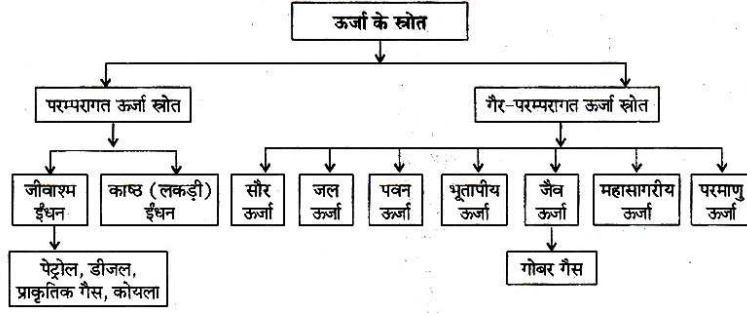 ऊर्जा के स्रोत
परम्परागत ऊर्जा स्रोत
गैर-परम्परागत ऊर्जा स्रोत
जीवाश्म
ईंधन
काष्ठ (लकड़ी)
ईंधन
सौर
ऊर्जा
जल
ऊर्जा
पवन
ऊर्जा
भूतापीय
ऊर्जा
जैव
ऊर्जा
महासागरीय
ऊर्जा
परमाणु
ऊर्जा
पेट्रोल, डीजल,
प्राकृतिक गैस, कोयला
गोबर गैस